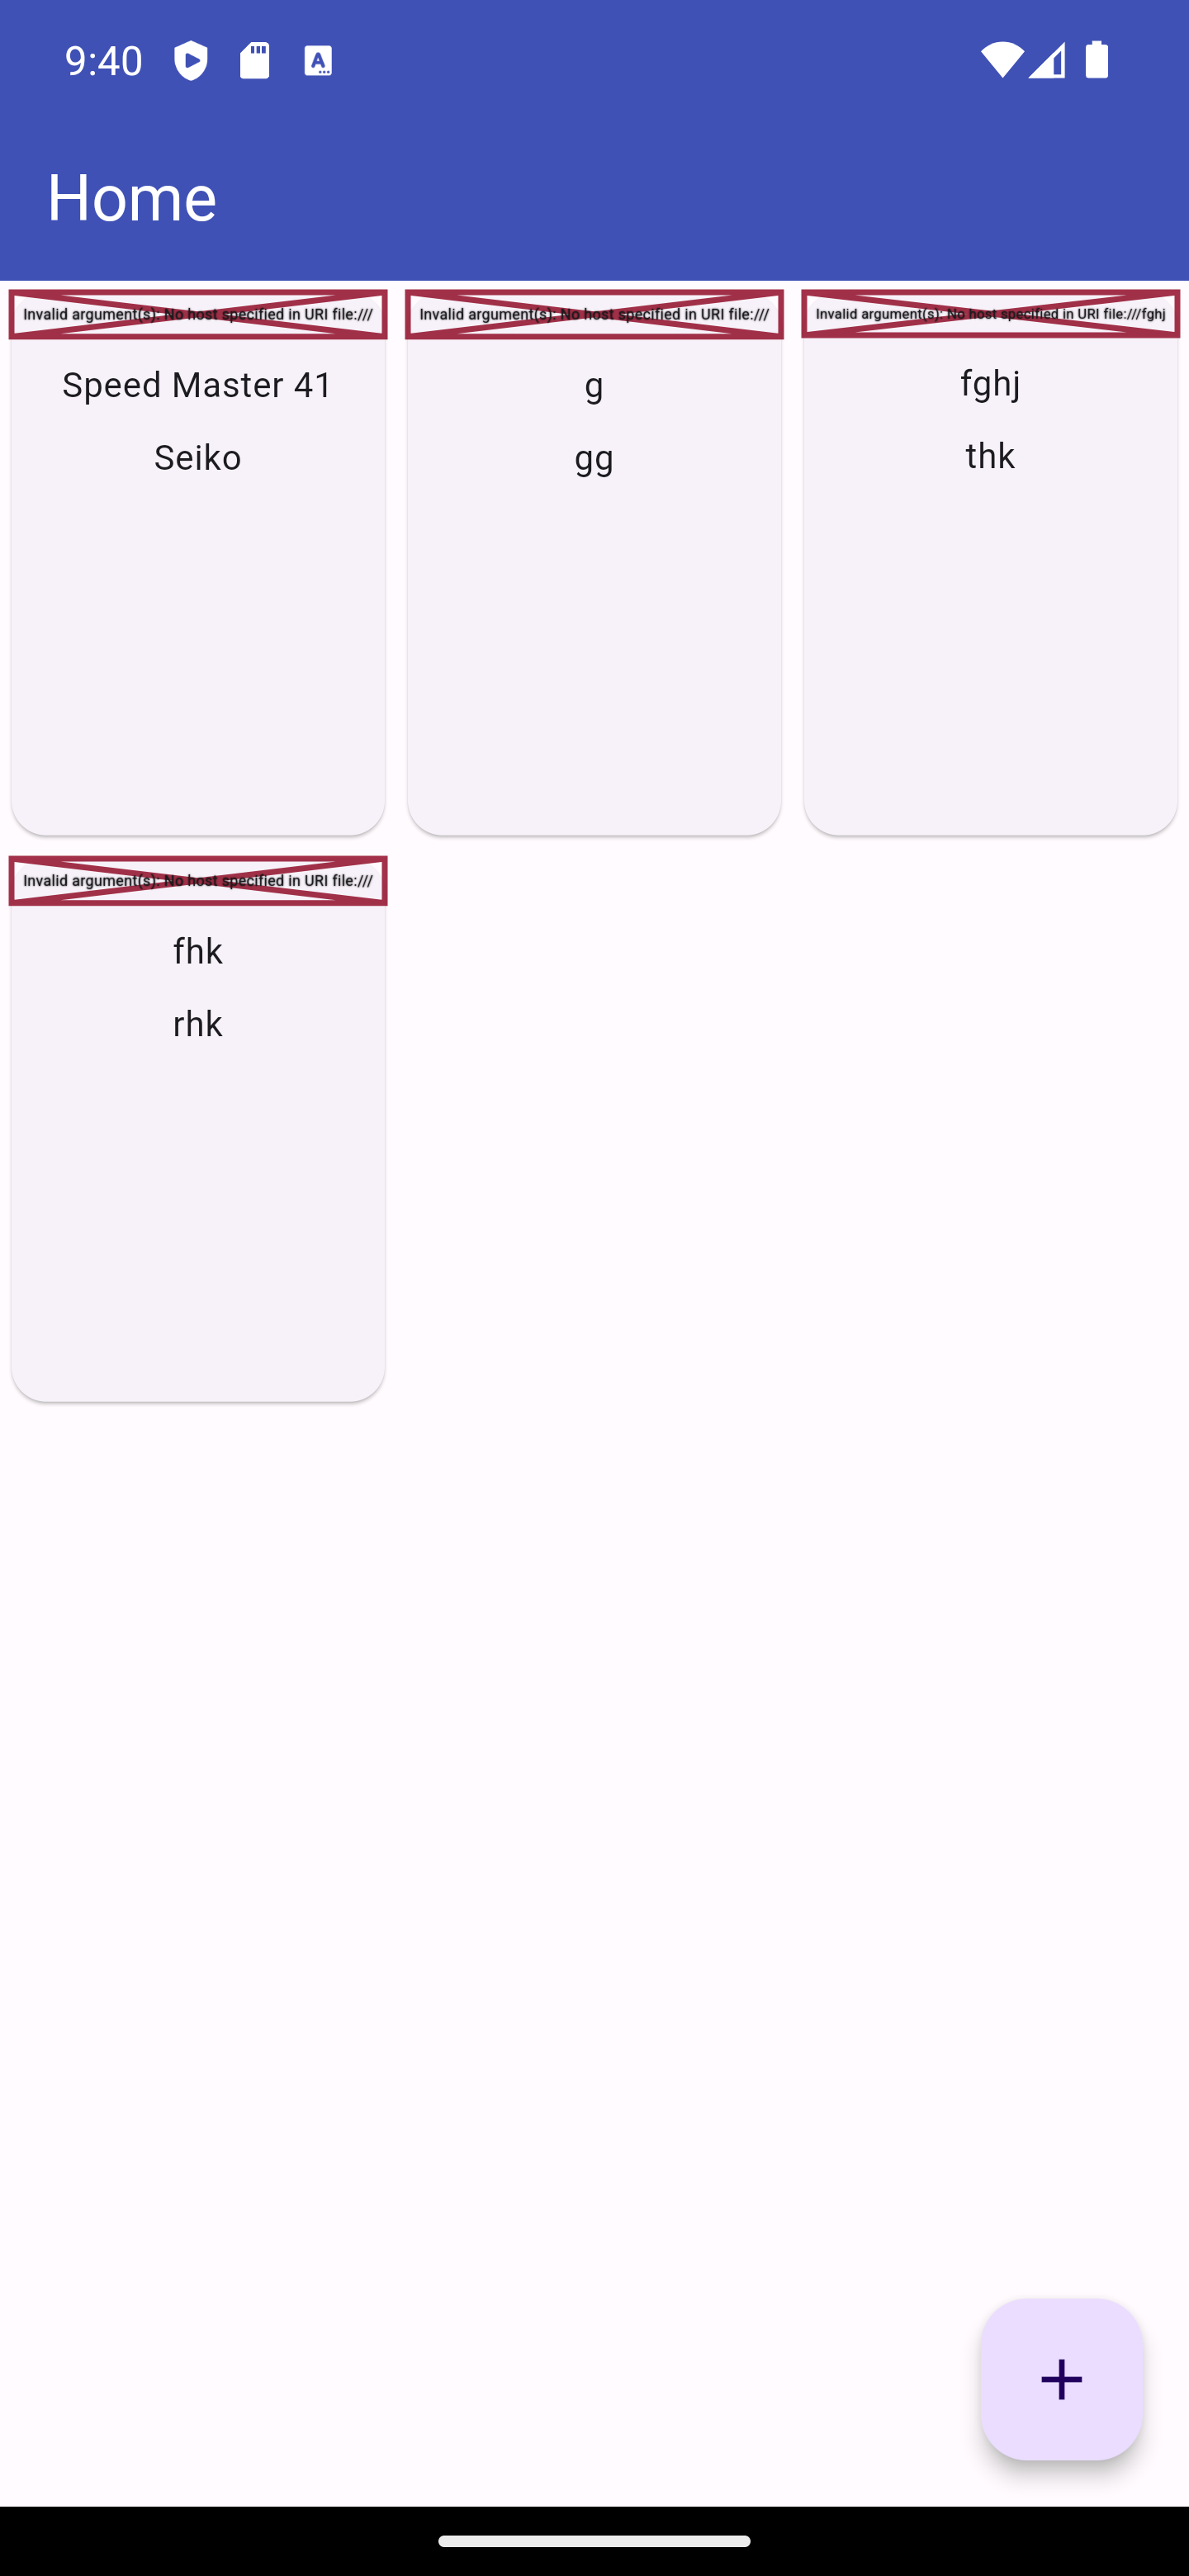 9:40
Home
Invalid argument(s): No host specified in URI file:///
Speed Master 41
Seiko
Invalid argument(s): No host specified in URI file:///
g
gg
Invalid argument(s): No host specified in URI file:///fghj
fghj
thk
Invalid argument(s): No host specified in URI file:///
fhk
rhk